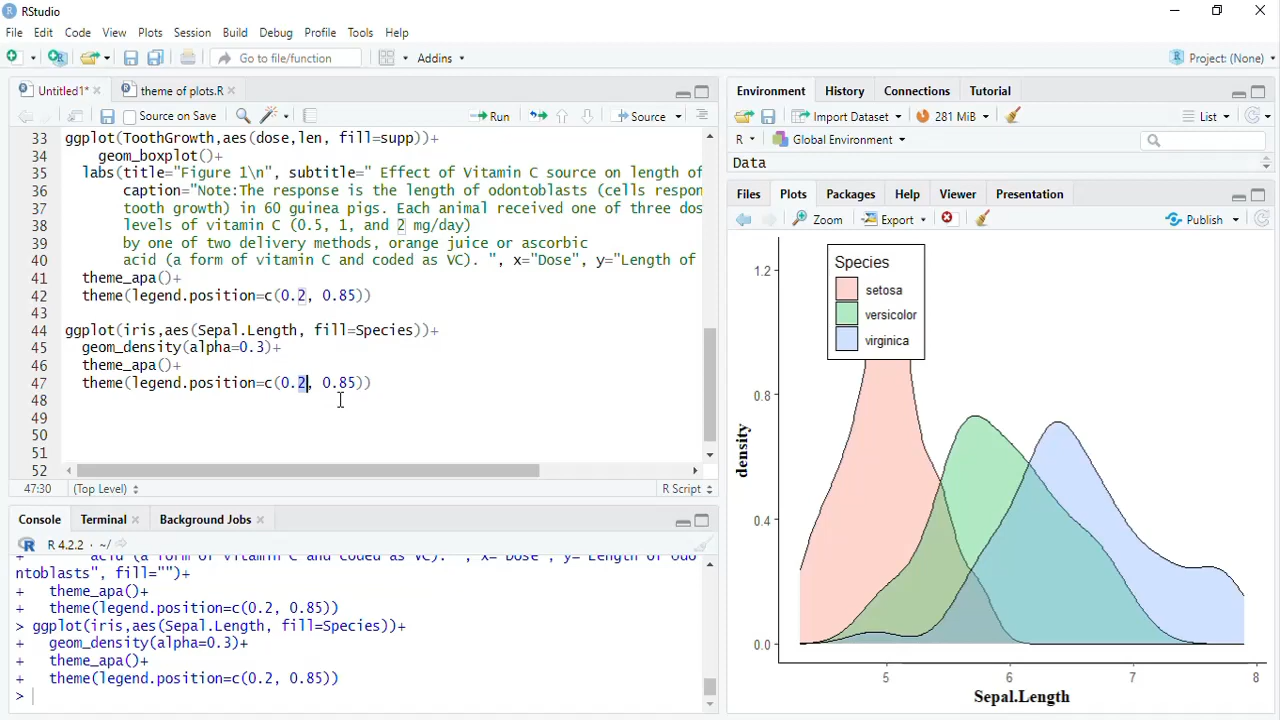 RStudio
File Edit Code View Plots Session Build Debug Profile Tools Help
Go to file/function Addins Project: (None)
Untitled1* theme of plots.R
Source on Save Run Source
33 ggplot(ToothGrowth,aes(dose,len, fill=supp))+
34 geom_boxplot()+
35 labs(title="Figure 1\n", subtitle=" Effect of Vitamin C source on length of
36 caption="Note:The response is the length of odontoblasts (cells respon
37 tooth growth) in 60 guinea pigs. Each animal received one of three dos
38 levels of vitamin C (0.5, 1, and 2 mg/day)
39 by one of two delivery methods, orange juice or ascorbic
40 acid (a form of vitamin C and coded as VC). ", x="Dose", y="Length of
41 theme_apa()+
42 theme(legend.position=c(0.2, 0.85))
43
44 ggplot(iris,aes(Sepal.Length, fill=Species))+
45 geom_density(alpha=0.3)+
46 theme_apa()+
47 theme(legend.position=c(0.2, 0.85))
48
49
50
51
52
47:30 (Top Level) R Script
Console Terminal Background Jobs
R 4.2.2 · ~/
acid (a form of vitamin C and coded as VC). ", x="Dose", y="Length of odo
ntoblasts", fill="")+
+ theme_apa()+
+ theme(legend.position=c(0.2, 0.85))
> ggplot(iris,aes(Sepal.Length, fill=Species))+
+ geom_density(alpha=0.3)+
+ theme_apa()+
+ theme(legend.position=c(0.2, 0.85))
>
Environment History Connections Tutorial
Import Dataset 281 MiB List
R Global Environment
Data
Files Plots Packages Help Viewer Presentation
Zoom Export Publish
Species
setosa
versicolor
virginica
1.2
0.8
0.4
0.0
density
5 6 7 8
Sepal.Length